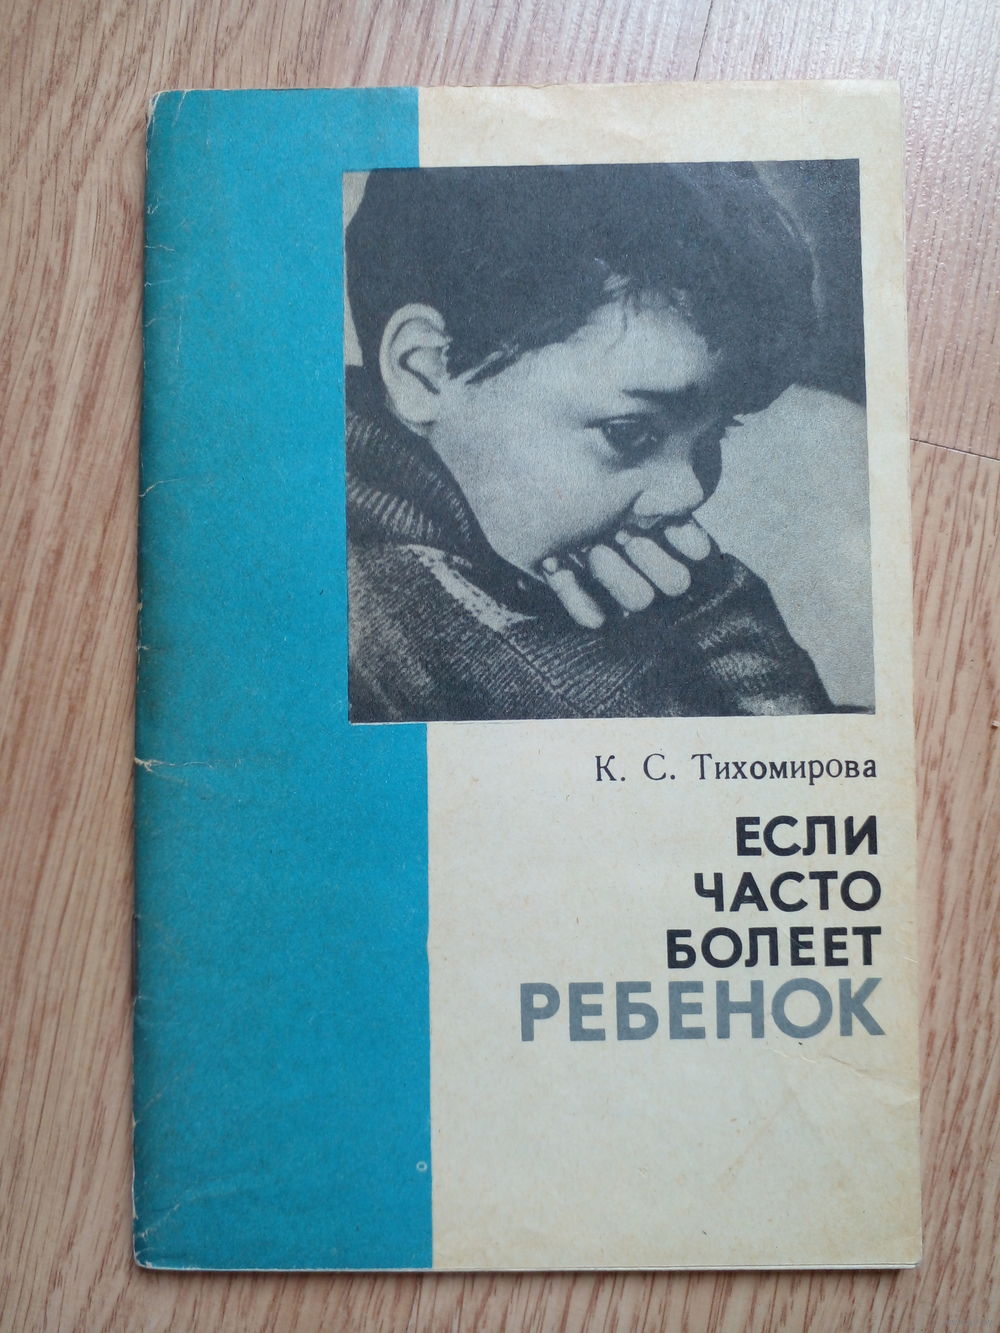 К. С. Тихомирова
ЕСЛИ
ЧАСТО
БОЛЕЕТ
РЕБЕНОК